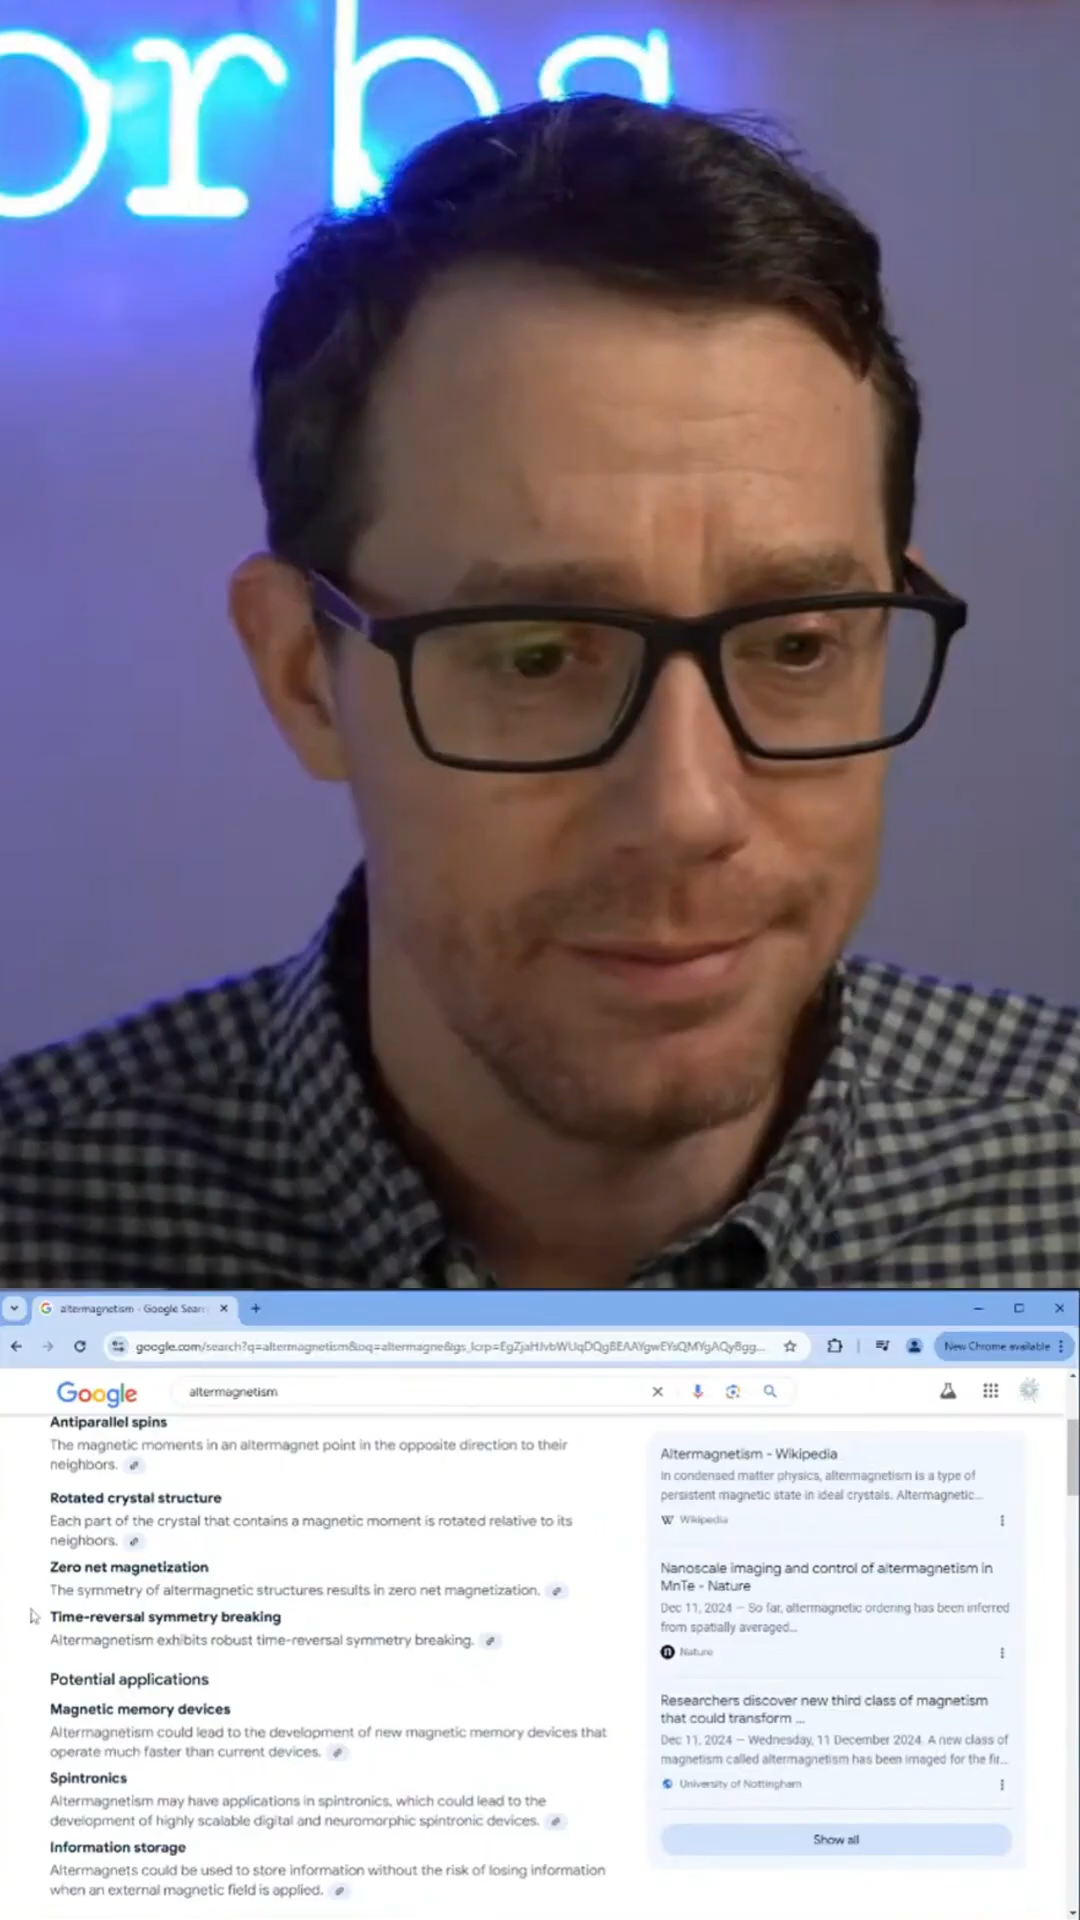 orbs
altermagnetism - Google Sear
google.com/search?q=altermagnetism&oq=altermagne&gs_lcrp=
New Chrome available
Google
altermagnetism
Antiparallel spins
The magnetic moments in an altermagnet point in the opposite direction to their
neighbors.
Rotated crystal structure
Each part of the crystal that contains a magnetic moment is rotated relative to its
neighbors.
Zero net magnetization
The symmetry of altermagnetic structures results in zero net magnetization.
Time-reversal symmetry breaking
Altermagnetism exhibits robust time-reversal symmetry breaking.
Potential applications
Magnetic memory devices
Altermagnetism could lead to the development of new magnetic memory devices that
operate much faster than current devices.
Spintronics
Altermagnetism may have applications in spintronics, which could lead to the
development of highly scalable digital and neuromorphic spintronic devices.
Information storage
Altermagnets could be used to store information without the risk of losing information
when an external magnetic field is applied.
Altermagnetism - Wikipedia
In condensed matter physics, altermagnetism is a type of
persistent magnetic state in ideal crystals. Altermagnetic...
W Wikipedia
Nanoscale imaging and control of altermagnetism in
MnTe - Nature
Dec 11, 2024 — So far, altermagnetic ordering has been inferred
from spatially averaged...
n Nature
Researchers discover new third class of magnetism
that could transform ...
Dec 11, 2024 — Wednesday, 11 December 2024. A new class of
magnetism called altermagnetism has been imaged for the fir...
University of Nottingham
Show all